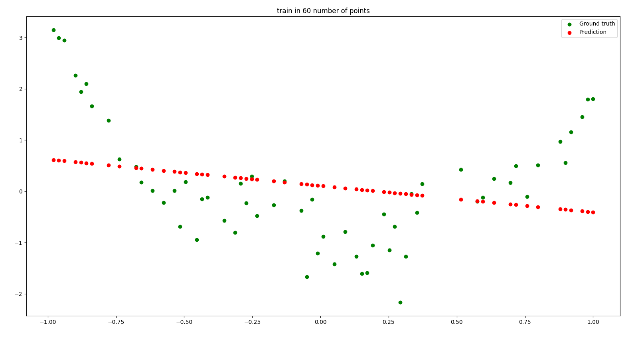 train in 60 number of points
Ground truth
Prediction
3
2
1
0
−1
−2
−1.00 −0.75 −0.50 −0.25 0.00 0.25 0.50 0.75 1.00